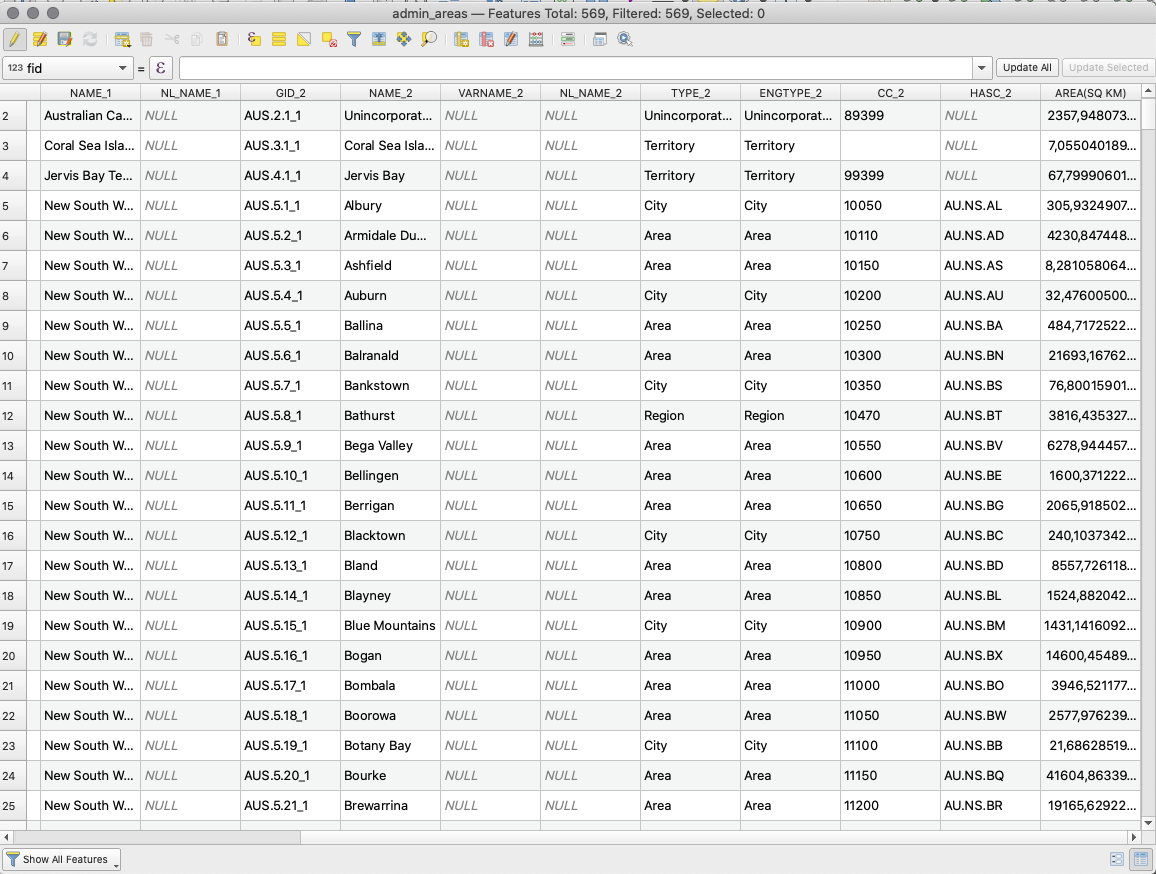 admin_areas — Features Total: 569, Filtered: 569, Selected: 0
123 fid = ε Update All Update Selected
NAME_1 NL_NAME_1 GID_2 NAME_2 VARNAME_2 NL_NAME_2 TYPE_2 ENGTYPE_2 CC_2 HASC_2 AREA(SQ KM)
2 Australian Ca... NULL AUS.2.1_1 Unincorporat... NULL NULL Unincorporat... Unincorporat... 89399 NULL 2357,948073...
3 Coral Sea Isla... NULL AUS.3.1_1 Coral Sea Isla... NULL NULL Territory Territory NULL 7,055040189...
4 Jervis Bay Te... NULL AUS.4.1_1 Jervis Bay NULL NULL Territory Territory 99399 NULL 67,79990601...
5 New South W... NULL AUS.5.1_1 Albury NULL NULL City City 10050 AU.NS.AL 305,9324907...
6 New South W... NULL AUS.5.2_1 Armidale Du... NULL NULL Area Area 10110 AU.NS.AD 4230,847448...
7 New South W... NULL AUS.5.3_1 Ashfield NULL NULL Area Area 10150 AU.NS.AS 8,281058064...
8 New South W... NULL AUS.5.4_1 Auburn NULL NULL City City 10200 AU.NS.AU 32,47600500...
9 New South W... NULL AUS.5.5_1 Ballina NULL NULL Area Area 10250 AU.NS.BA 484,7172522...
10 New South W... NULL AUS.5.6_1 Balranald NULL NULL Area Area 10300 AU.NS.BN 21693,16762...
11 New South W... NULL AUS.5.7_1 Bankstown NULL NULL City City 10350 AU.NS.BS 76,80015901...
12 New South W... NULL AUS.5.8_1 Bathurst NULL NULL Region Region 10470 AU.NS.BT 3816,435327...
13 New South W... NULL AUS.5.9_1 Bega Valley NULL NULL Area Area 10550 AU.NS.BV 6278,944457...
14 New South W... NULL AUS.5.10_1 Bellingen NULL NULL Area Area 10600 AU.NS.BE 1600,371222...
15 New South W... NULL AUS.5.11_1 Berrigan NULL NULL Area Area 10650 AU.NS.BG 2065,918502...
16 New South W... NULL AUS.5.12_1 Blacktown NULL NULL City City 10750 AU.NS.BC 240,1037342...
17 New South W... NULL AUS.5.13_1 Bland NULL NULL Area Area 10800 AU.NS.BD 8557,726118...
18 New South W... NULL AUS.5.14_1 Blayney NULL NULL Area Area 10850 AU.NS.BL 1524,882042...
19 New South W... NULL AUS.5.15_1 Blue Mountains NULL NULL City City 10900 AU.NS.BM 1431,1416092...
20 New South W... NULL AUS.5.16_1 Bogan NULL NULL Area Area 10950 AU.NS.BX 14600,45489...
21 New South W... NULL AUS.5.17_1 Bombala NULL NULL Area Area 11000 AU.NS.BO 3946,521177...
22 New South W... NULL AUS.5.18_1 Boorowa NULL NULL Area Area 11050 AU.NS.BW 2577,976239...
23 New South W... NULL AUS.5.19_1 Botany Bay NULL NULL City City 11100 AU.NS.BB 21,68628519...
24 New South W... NULL AUS.5.20_1 Bourke NULL NULL Area Area 11150 AU.NS.BQ 41604,86339...
25 New South W... NULL AUS.5.21_1 Brewarrina NULL NULL Area Area 11200 AU.NS.BR 19165,62922...
Show All Features